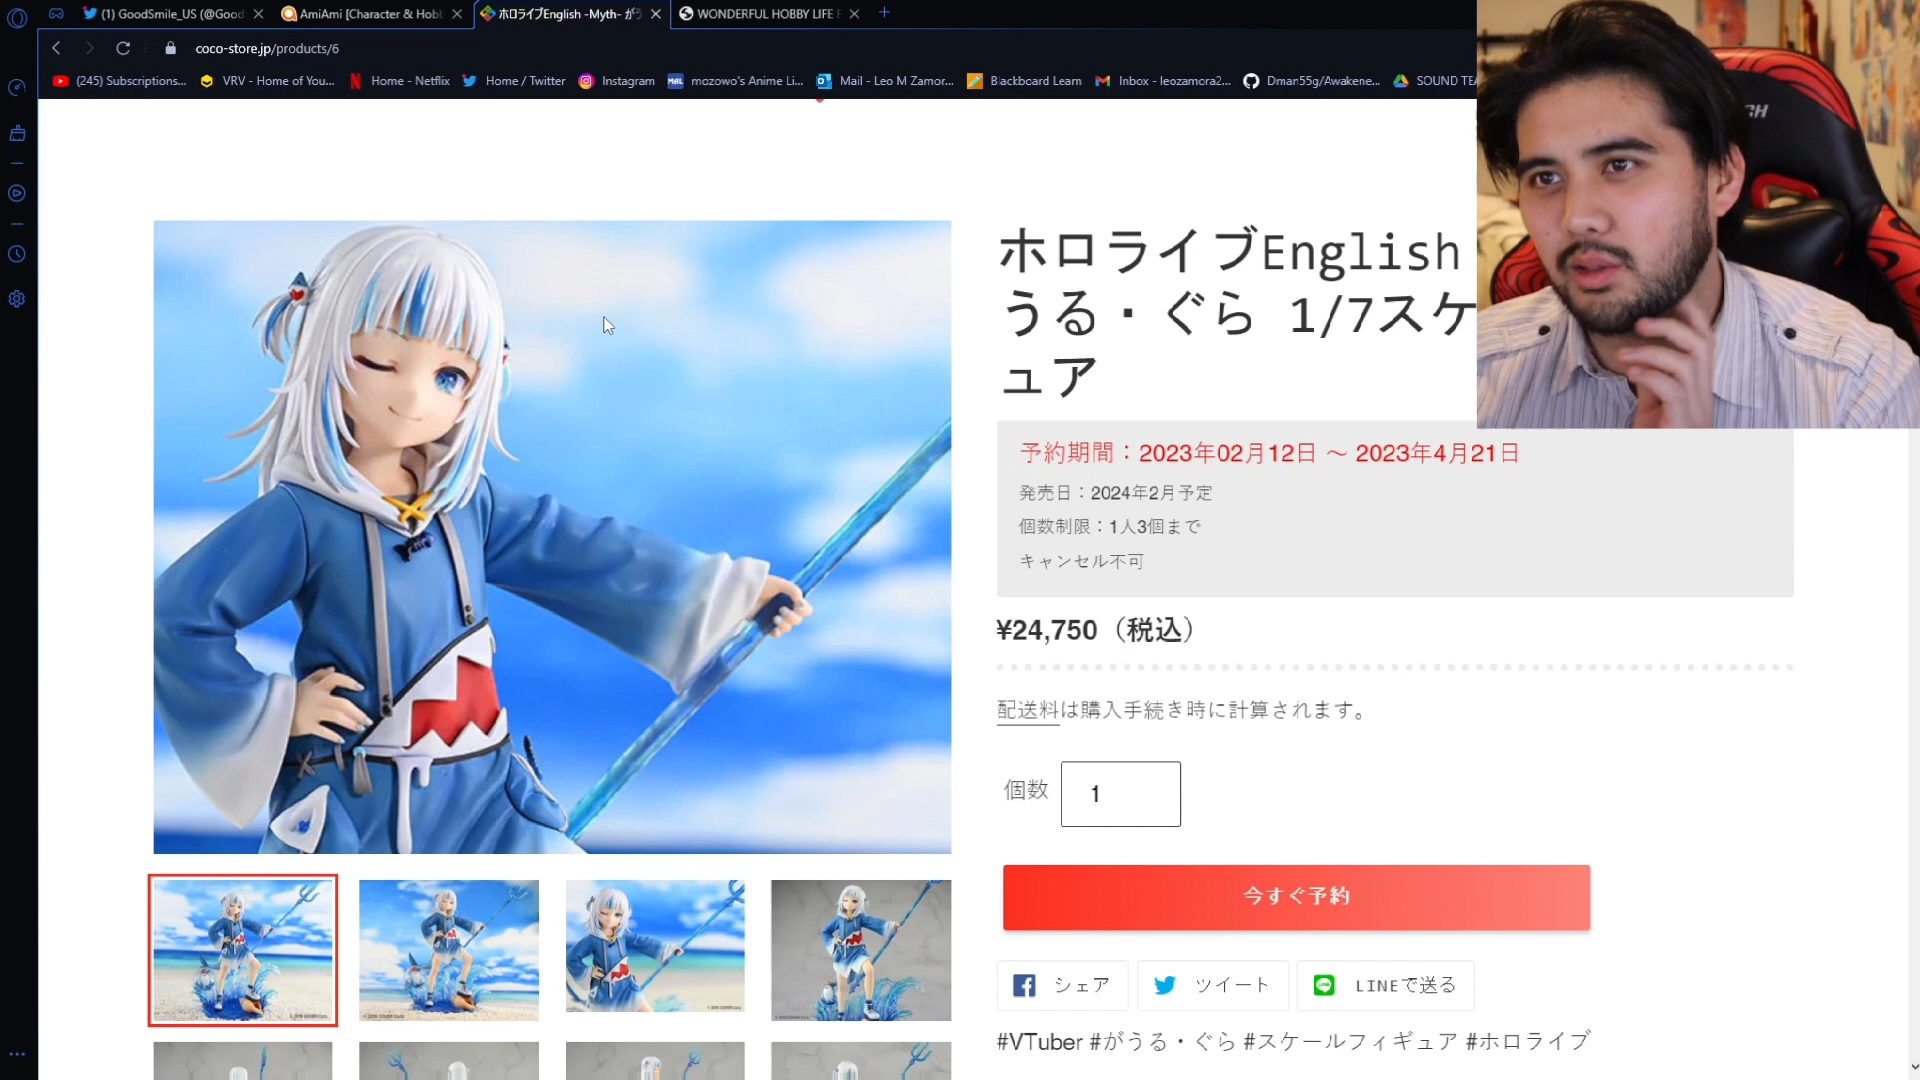 (1) GoodSmile_US (@Good
AmiAmi [Character & Hobb
ホロライブEnglish -Myth- がう
WONDERFUL HOBBY LIFE F
coco-store.jp/products/6
(245) Subscriptions...
VRV - Home of You...
Home - Netflix
Home / Twitter
Instagram
MAL
mozowo's Anime Li...
Mail - Leo M Zamor...
Blackboard Learn
Inbox - leozamora2...
Dman55g/Awakene...
SOUND TEA
ホロライブEnglish
うる・ぐら 1/7スケ
ュア
予約期間：2023年02月12日 ～ 2023年4月21日
発売日：2024年2月予定
個数制限：1人3個まで
キャンセル不可
¥24,750（税込）
配送料は購入手続き時に計算されます。
個数
1
今すぐ予約
シェア
ツイート
LINEで送る
#VTuber #がうる・ぐら #スケールフィギュア #ホロライブ